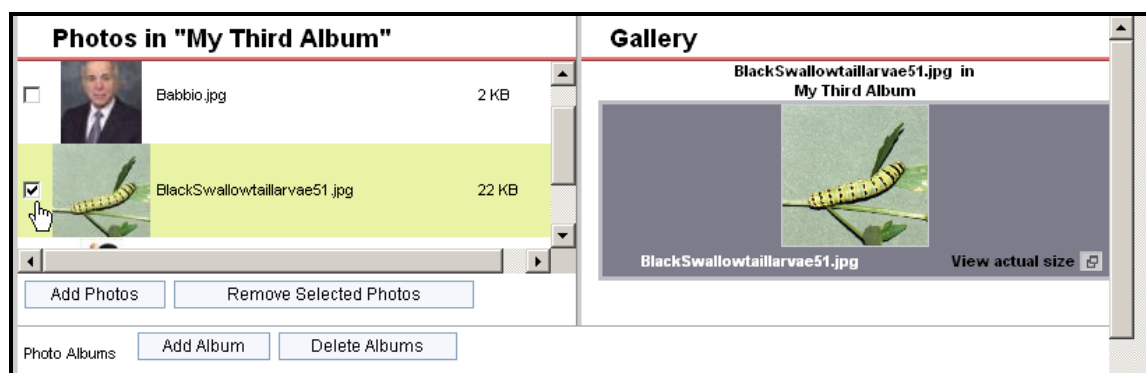 Photos in "My Third Album"
Babbio.jpg 2 KB
BlackSwallowtaillarvae51.jpg 22 KB
Add Photos Remove Selected Photos
Photo Albums Add Album Delete Albums
Gallery
BlackSwallowtaillarvae51.jpg in
My Third Album
BlackSwallowtaillarvae51.jpg View actual size